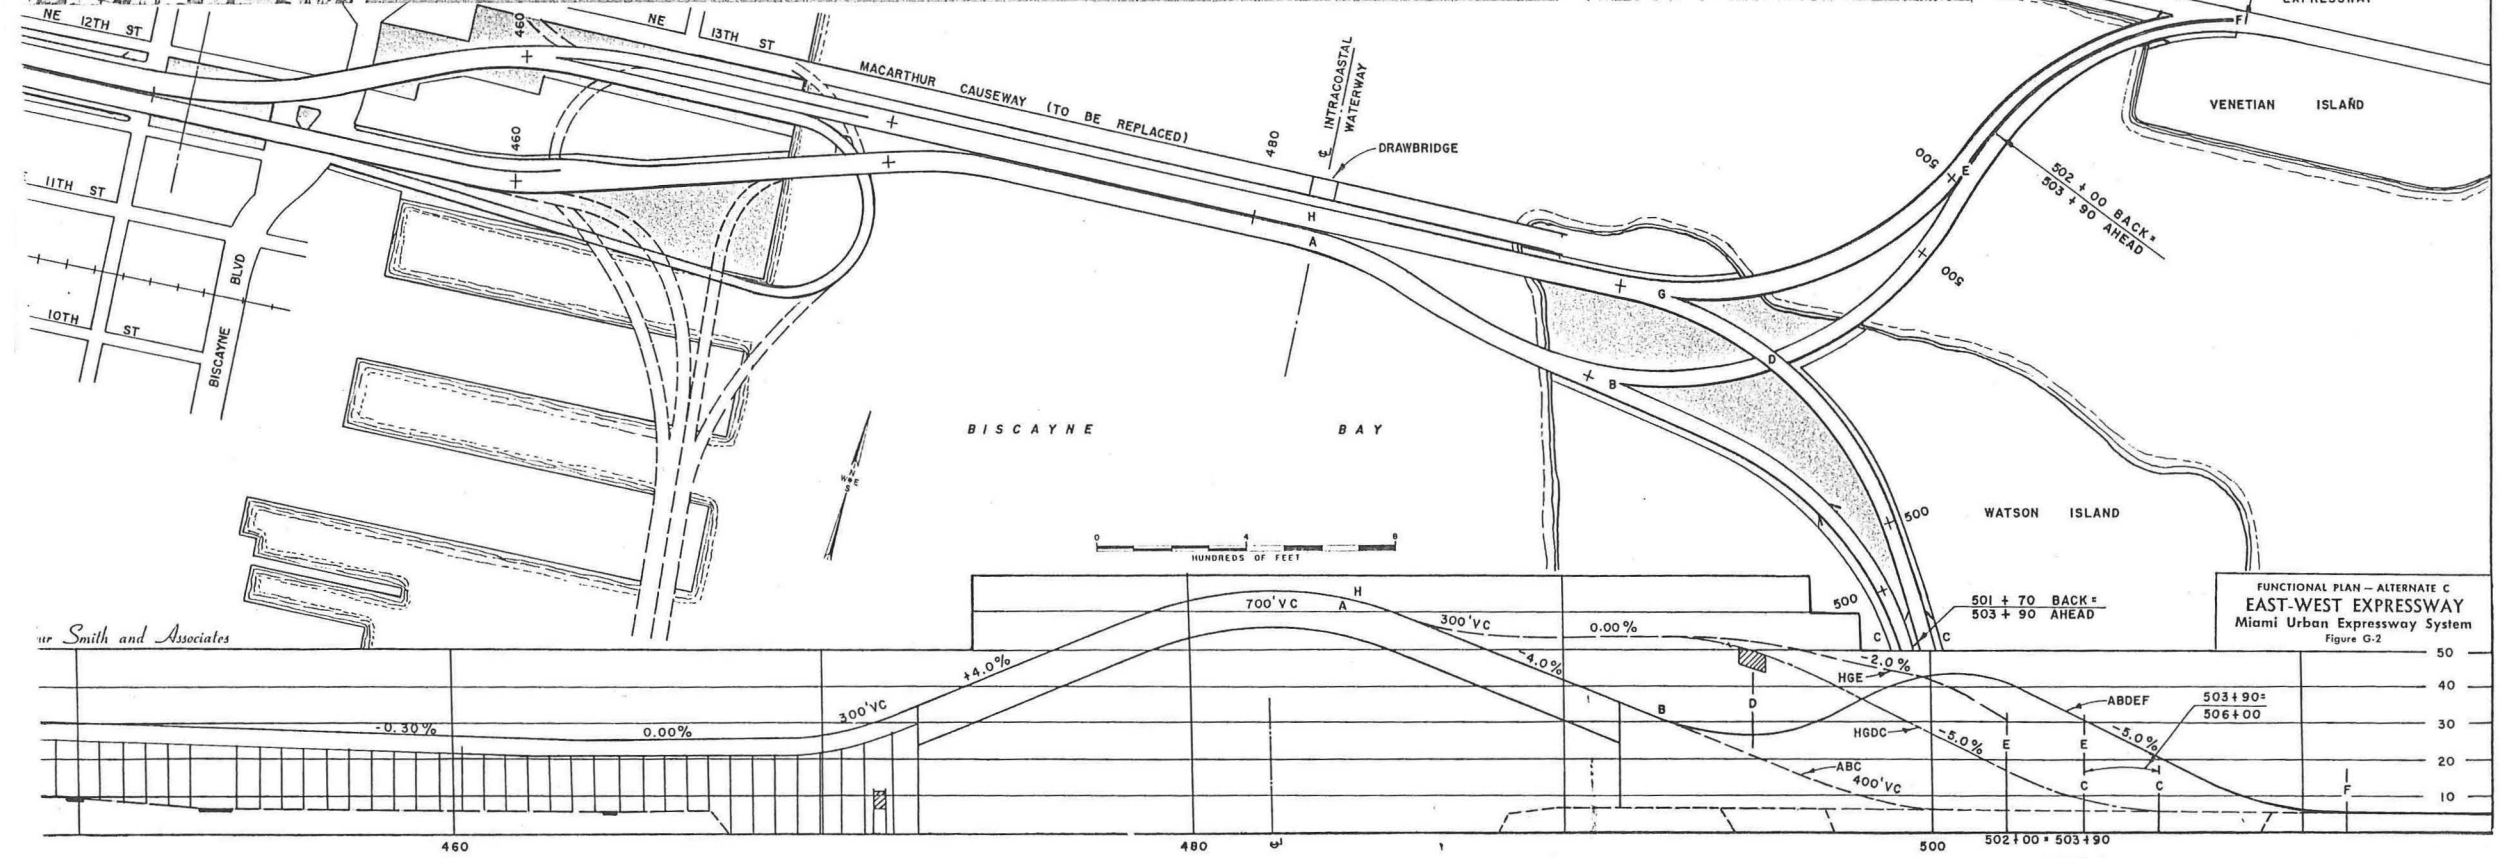 NE 12TH ST
460
NE 13TH ST
MACARTHUR CAUSEWAY (TO BE REPLACED)
INTRACOASTAL
WATERWAY
480
DRAWBRIDGE
F
VENETIAN ISLAND
460
11TH ST
500
E
502 + 00 BACK=
503 + 90 AHEAD
H
A
500
G
D
B
BLVD
10TH ST
BISCAYNE
BISCAYNE BAY
N
W E
S
0 4 8
HUNDREDS OF FEET
500
WATSON ISLAND
500
501 + 70 BACK=
503 + 90 AHEAD
C C
FUNCTIONAL PLAN — ALTERNATE C
EAST-WEST EXPRESSWAY
Miami Urban Expressway System
Figure G-2
Smith and Associates
H
700' VC A
300' VC
0.00%
+4.0%
-4.0%
-2.0%
HGE
50
40
30
20
10
ABDEF
503+90=
506+00
-0.30%
0.00%
300' VC
B
D
HGDC
-5.0%
E
E
-5.0%
ABC
400' VC
C
C
F
460
480
500
502+00=503+90